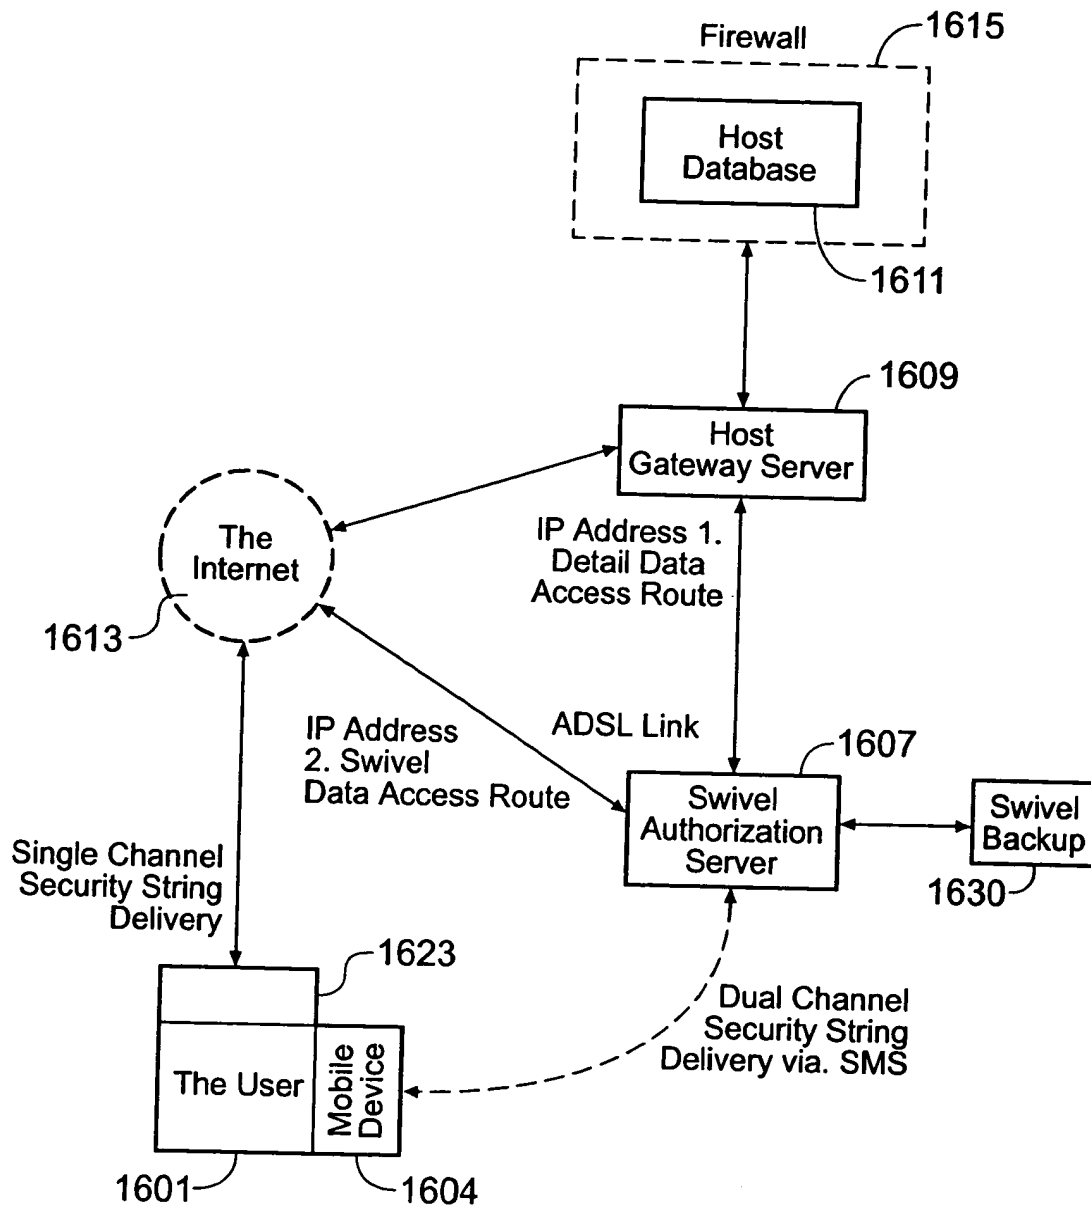 1615
Firewall
Host
Database
1611
1609
Host
Gateway Server
The
Internet
1613
IP Address 1.
Detail Data
Access Route
IP Address
2. Swivel
Data Access Route
ADSL Link
1607
Swivel
Authorization
Server
Swivel
Backup
1630
Single Channel
Security String
Delivery
1623
The User
Mobile
Device
Dual Channel
Security String
Delivery via. SMS
1601
1604